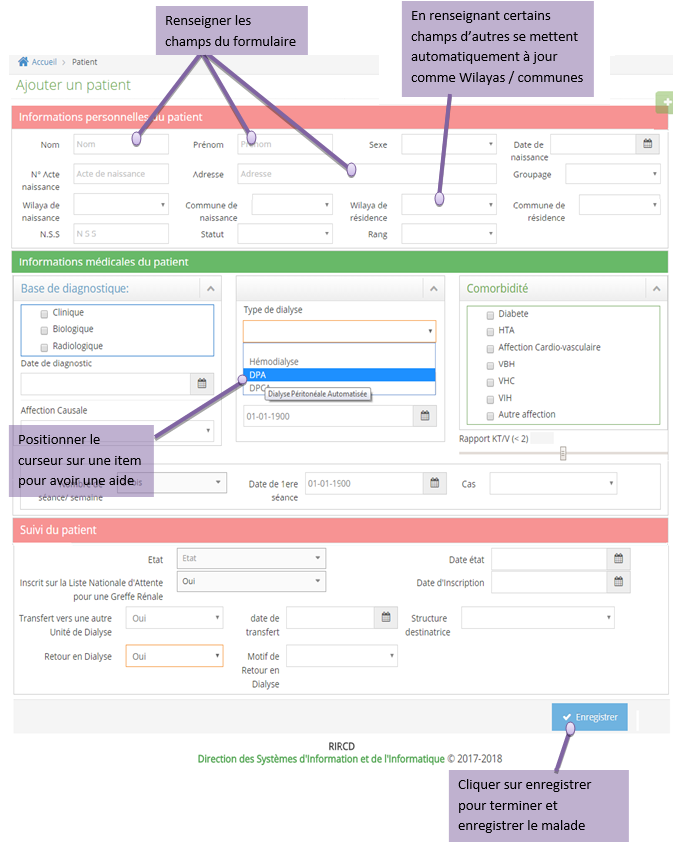 Renseigner les
champs du formulaire
En renseignant certains
champs d’autres se mettent
automatiquement à jour
comme Wilayas / communes
Accueil > Patient
Ajouter un patient
Informations personnelles du patient
Nom Nom Prénom Prénom Sexe Date de
naissance
N° Acte
naissance Acte de naissance Adresse Adresse Groupage
Wilaya de
naissance Commune de
naissance Wilaya de
résidence Commune de
résidence
N.S.S N S S Statut Rang
Informations médicales du patient
Base de diagnostique:
Clinique
Biologique
Radiologique
Date de diagnostic
Affection Causale
Type de dialyse
Hémodialyse
DPA
DPCA
Dialyse Péritonéale Automatisée
01-01-1900
Comorbidité
Diabete
HTA
Affection Cardio-vasculaire
VBH
VHC
VIH
Autre affection
Rapport KT/V (< 2)
Positionner le
curseur sur une item
pour avoir une aide
séance/ semaine
Date de 1ere
séance 01-01-1900 Cas
Suivi du patient
Etat Etat Date état
Inscrit sur la Liste Nationale d'Attente
pour une Greffe Rénale Oui Date d'Inscription
Transfert vers une autre
Unité de Dialyse Oui date de
transfert Structure
destinatrice
Retour en Dialyse Oui Motif de
Retour en
Dialyse
Enregistrer
RIRCD
Direction des Systèmes d'Information et de l'Informatique © 2017-2018
Cliquer sur enregistrer
pour terminer et
enregistrer le malade